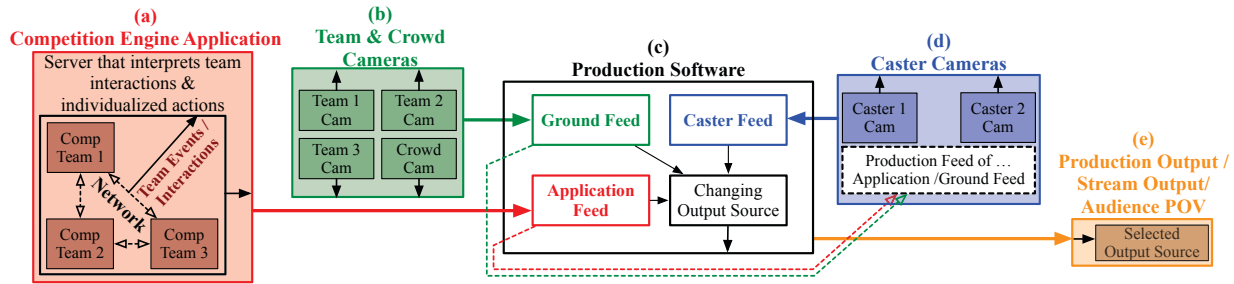 (a)
Competition Engine Application
Server that interprets team
interactions &
individualized actions
Comp
Team 1
Network
Team Events /
Interactions
Comp
Team 2
Comp
Team 3
(b)
Team & Crowd
Cameras
Team 1
Cam
Team 2
Cam
Team 3
Cam
Crowd
Cam
(c)
Production Software
Ground Feed
Caster Feed
Application
Feed
Changing
Output Source
(d)
Caster Cameras
Caster 1
Cam
Caster 2
Cam
Production Feed of ...
Application /Ground Feed
(e)
Production Output /
Stream Output/
Audience POV
Selected
Output Source